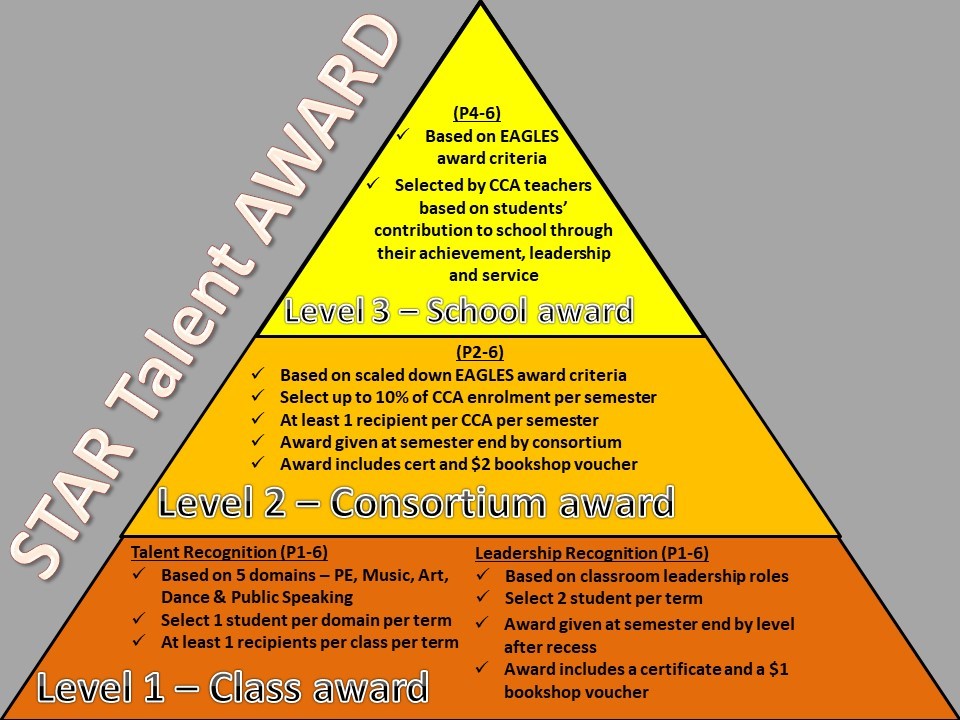 STAR Talent AWARD
(P4-6)
✓ Based on EAGLES
award criteria
✓ Selected by CCA teachers
based on students’
contribution to school through
their achievement, leadership
and service
Level 3 – School award
(P2-6)
✓ Based on scaled down EAGLES award criteria
✓ Select up to 10% of CCA enrolment per semester
✓ At least 1 recipient per CCA per semester
✓ Award given at semester end by consortium
✓ Award includes cert and $2 bookshop voucher
Level 2 – Consortium award
Talent Recognition (P1-6)
✓ Based on 5 domains – PE, Music, Art,
Dance & Public Speaking
✓ Select 1 student per domain per term
✓ At least 1 recipients per class per term
Leadership Recognition (P1-6)
✓ Based on classroom leadership roles
✓ Select 2 student per term
✓ Award given at semester end by level
after recess
✓ Award includes a certificate and a $1
bookshop voucher
Level 1 – Class award